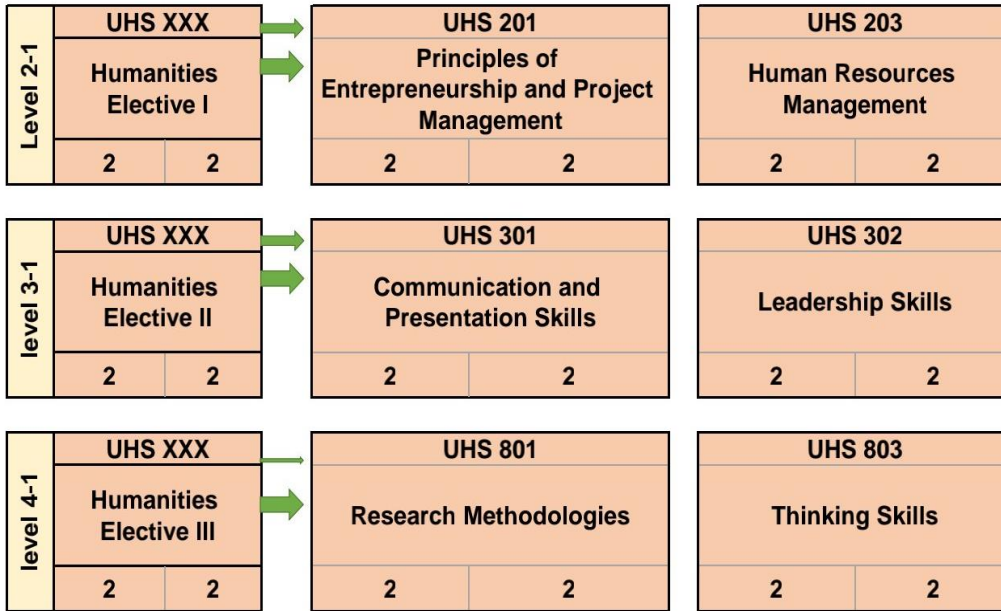 Level 2-1
UHS XXX
Humanities
Elective I
2 2
UHS 201
Principles of
Entrepreneurship and Project
Management
2 2
UHS 203
Human Resources
Management
2 2
level 3-1
UHS XXX
Humanities
Elective II
2 2
UHS 301
Communication and
Presentation Skills
2 2
UHS 302
Leadership Skills
2 2
level 4-1
UHS XXX
Humanities
Elective III
2 2
UHS 801
Research Methodologies
2 2
UHS 803
Thinking Skills
2 2